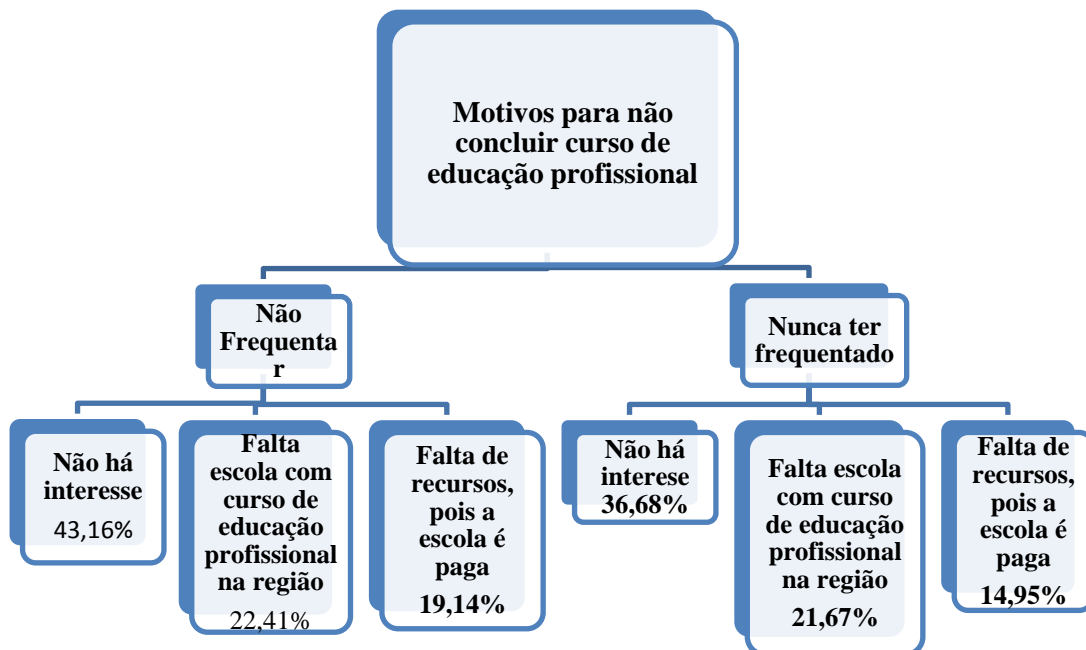 Motivos para não
concluir curso de
educação profissional
Não
Frequenta
r
Nunca ter
frequentado
Não há
interesse
43,16%
Falta
escola com
curso de
educação
profissional
na região
22,41%
Falta de
recursos,
pois a
escola é
paga
19,14%
Não há
interese
36,68%
Falta escola
com curso
de educação
profissional
na região
21,67%
Falta de
recursos,
pois a
escola é
paga
14,95%